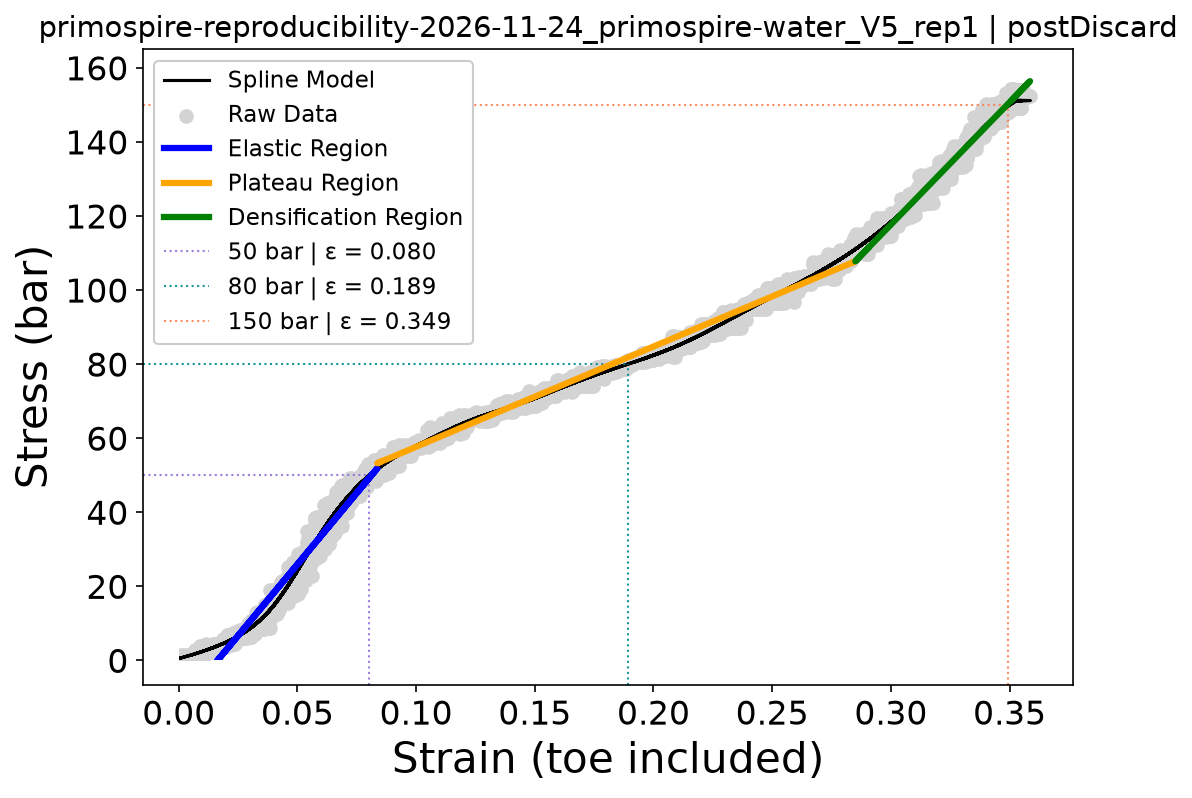 primospire-reproducibility-2026-11-24_primospire-water_V5_rep1 | postDiscard
Spline Model
Raw Data
Elastic Region
Plateau Region
Densification Region
50 bar | ε = 0.080
80 bar | ε = 0.189
150 bar | ε = 0.349
160
140
120
100
80
60
40
20
0
Stress (bar)
0.00 0.05 0.10 0.15 0.20 0.25 0.30 0.35
Strain (toe included)